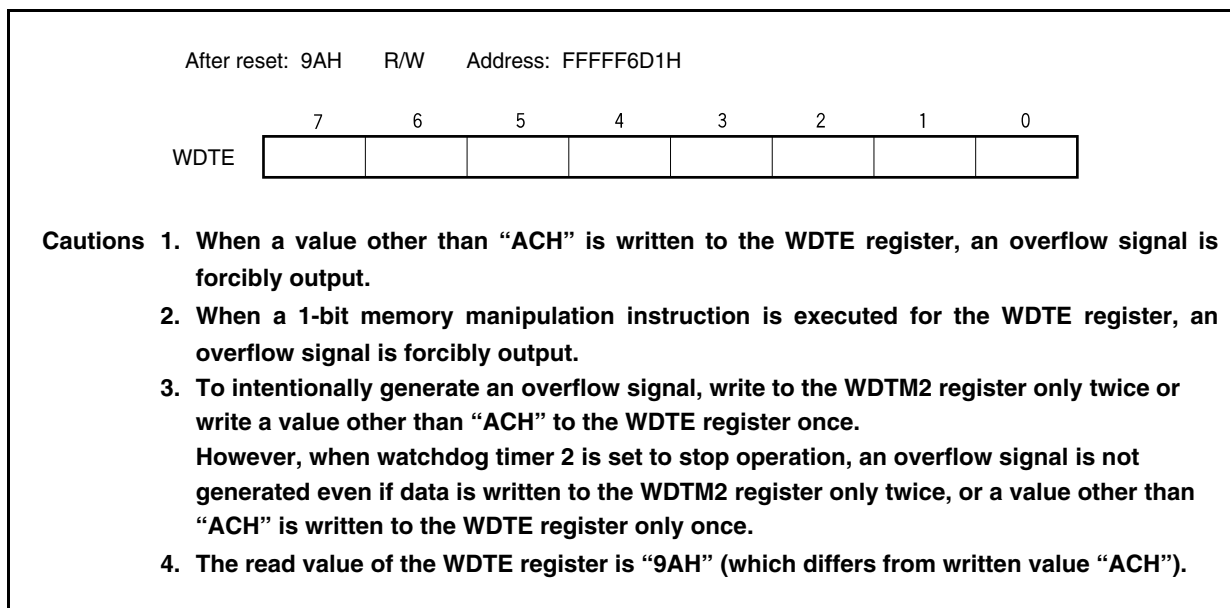 After reset: 9AH R/W Address: FFFFF6D1H
7 6 5 4 3 2 1 0
WDTE
Cautions 1. When a value other than “ACH” is written to the WDTE register, an overflow signal is
forcibly output.
2. When a 1-bit memory manipulation instruction is executed for the WDTE register, an
overflow signal is forcibly output.
3. To intentionally generate an overflow signal, write to the WDTM2 register only twice or
write a value other than “ACH” to the WDTE register once.
However, when watchdog timer 2 is set to stop operation, an overflow signal is not
generated even if data is written to the WDTM2 register only twice, or a value other than
“ACH” is written to the WDTE register only once.
4. The read value of the WDTE register is “9AH” (which differs from written value “ACH”).